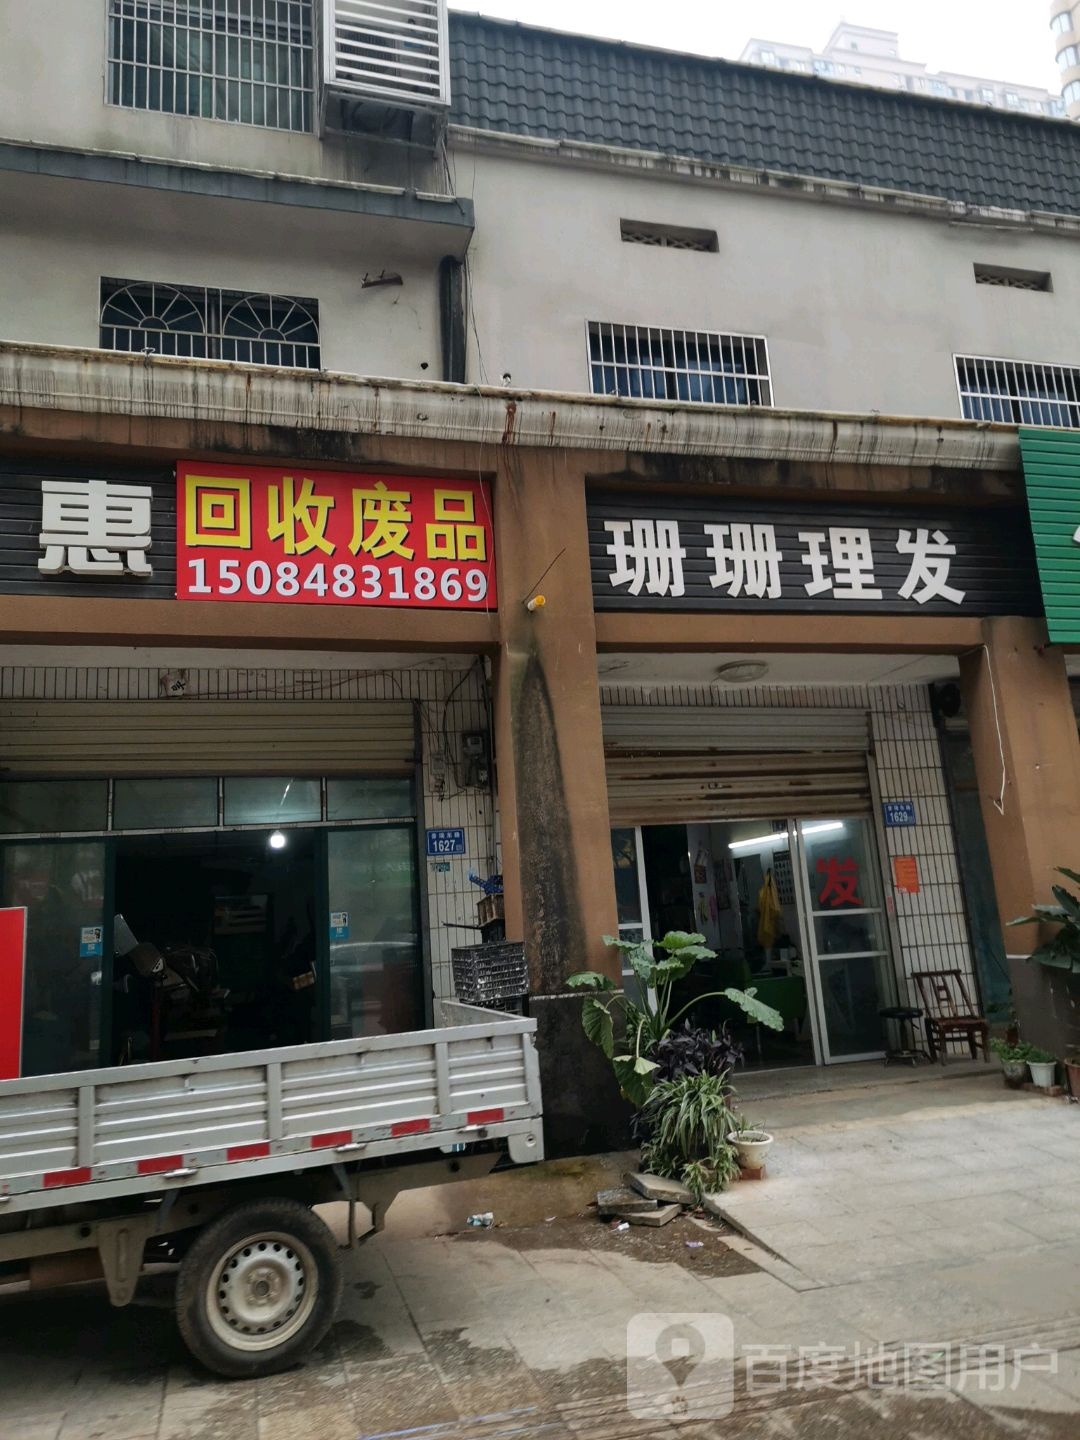 惠
回收废品
15084831869
珊珊理发
1627
1629
发
百度地图用户